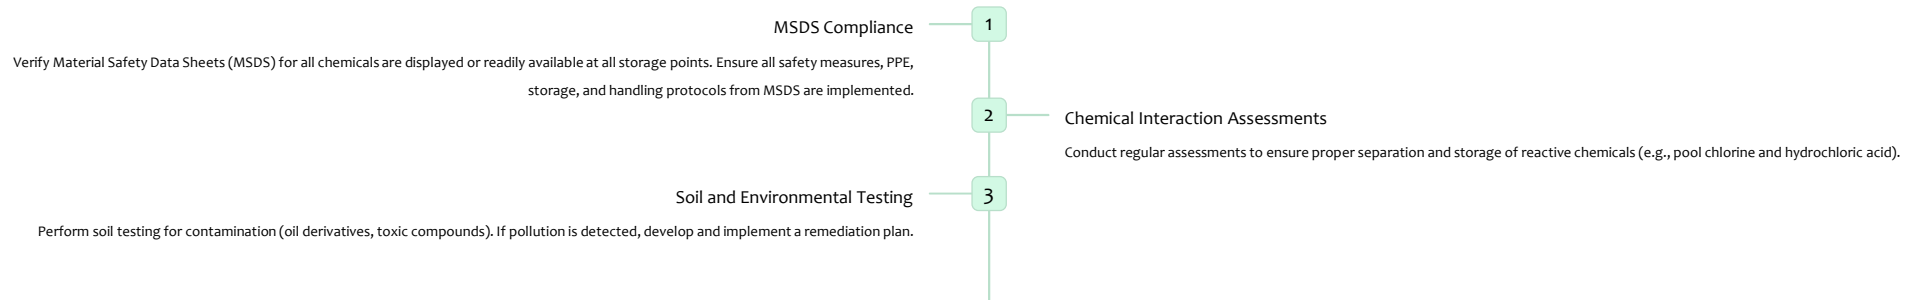 MSDS Compliance
1
Verify Material Safety Data Sheets (MSDS) for all chemicals are displayed or readily available at all storage points. Ensure all safety measures, PPE,
storage, and handling protocols from MSDS are implemented.
2
Chemical Interaction Assessments
Conduct regular assessments to ensure proper separation and storage of reactive chemicals (e.g., pool chlorine and hydrochloric acid).
Soil and Environmental Testing
3
Perform soil testing for contamination (oil derivatives, toxic compounds). If pollution is detected, develop and implement a remediation plan.